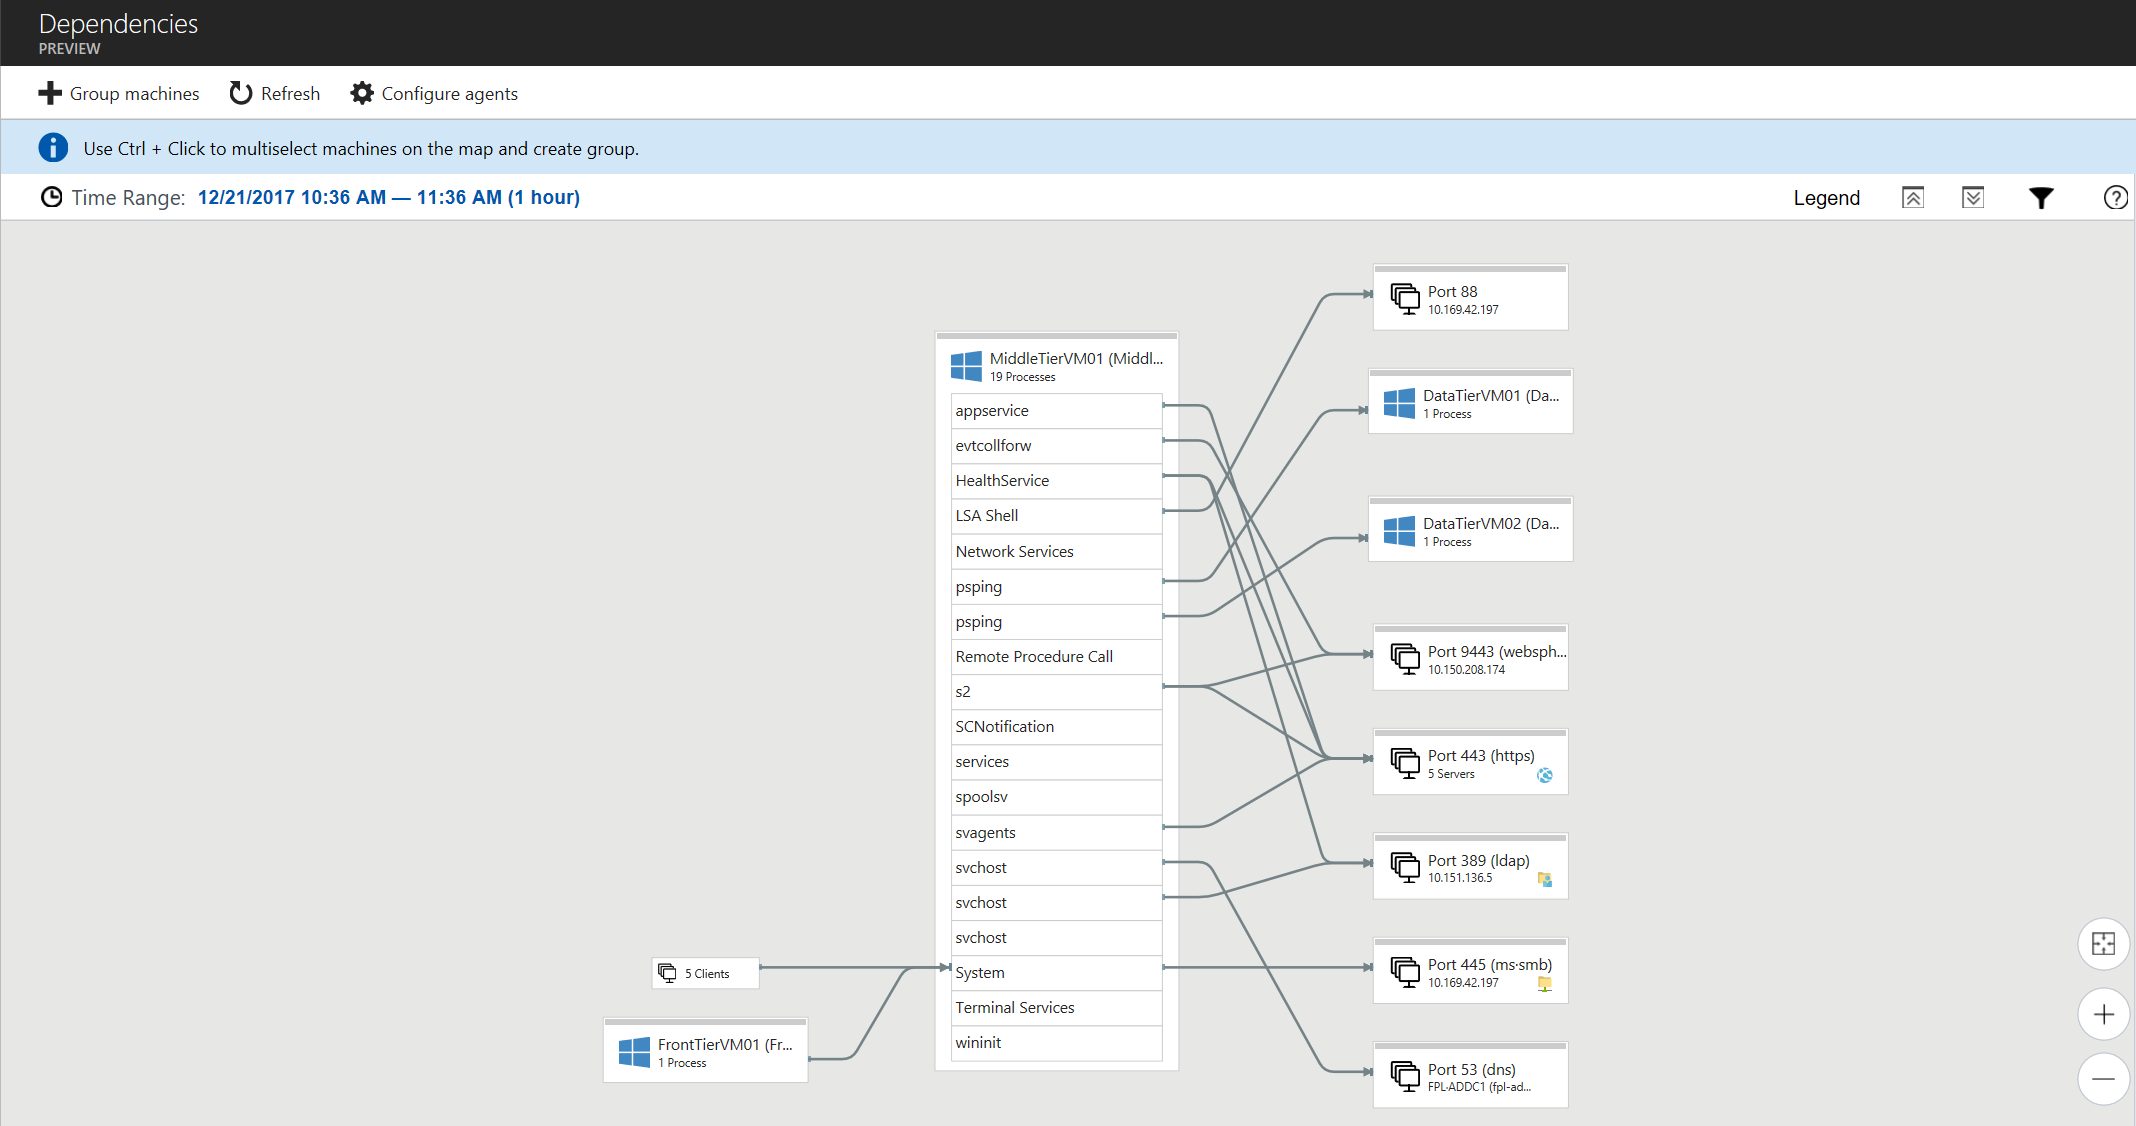 Dependencies
PREVIEW
Group machines
Refresh
Configure agents
Use Ctrl + Click to multiselect machines on the map and create group.
Time Range: 12/21/2017 10:36 AM — 11:36 AM (1 hour)
Legend
MiddleTierVM01 (Middl...
19 Processes
appservice
evtcollforw
HealthService
LSA Shell
Network Services
psping
psping
Remote Procedure Call
s2
SCNotification
services
spoolsv
svagents
svchost
svchost
svchost
System
Terminal Services
wininit
5 Clients
FrontTierVM01 (Fr...
1 Process
Port 88
10.169.42.197
DataTierVM01 (Da...
1 Process
DataTierVM02 (Da...
1 Process
Port 9443 (websph...
10.150.208.174
Port 443 (https)
5 Servers
Port 389 (ldap)
10.151.136.5
Port 445 (ms-smb)
10.169.42.197
Port 53 (dns)
FPL-ADDC1 (fpl-ad...